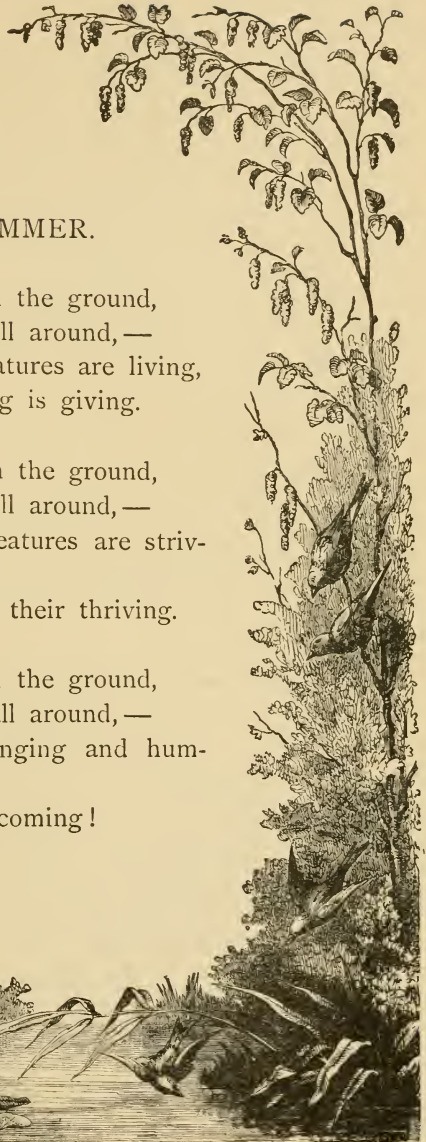 MMER.
the ground,
ll around,—
atures are living,
g is giving.
the ground,
ll around,—
eatures are striv-
their thriving.
the ground,
all around,—
nging and hum-
coming!